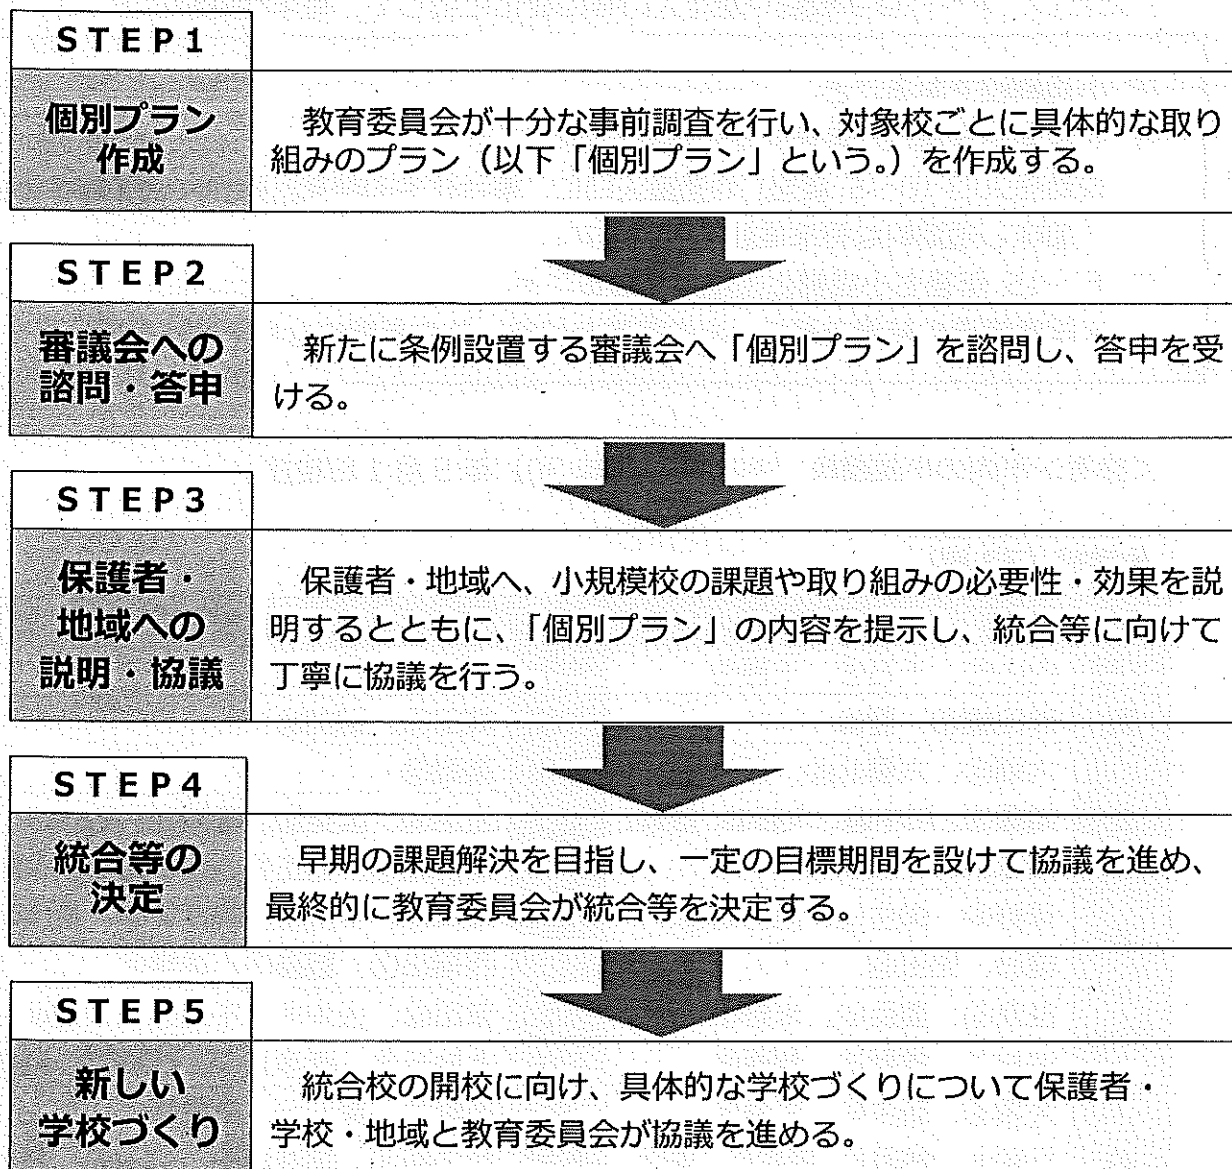 STEP1
個別プラン
作成
教育委員会が十分な事前調査を行い、対象校ごとに具体的な取り
組みのプラン（以下「個別プラン」という。）を作成する。
STEP2
審議会への
諮問・答申
新たに条例設置する審議会へ「個別プラン」を諮問し、答申を受
ける。
STEP3
保護者・
地域への
説明・協議
保護者・地域へ、小規模校の課題や取り組みの必要性・効果を説
明するとともに、「個別プラン」の内容を提示し、統合等に向けて
丁寧に協議を行う。
STEP4
統合等の
決定
早期の課題解決を目指し、一定の目標期間を設けて協議を進め、
最終的に教育委員会が統合等を決定する。
STEP5
新しい
学校づくり
統合校の開校に向け、具体的な学校づくりについて保護者・
学校・地域と教育委員会が協議を進める。